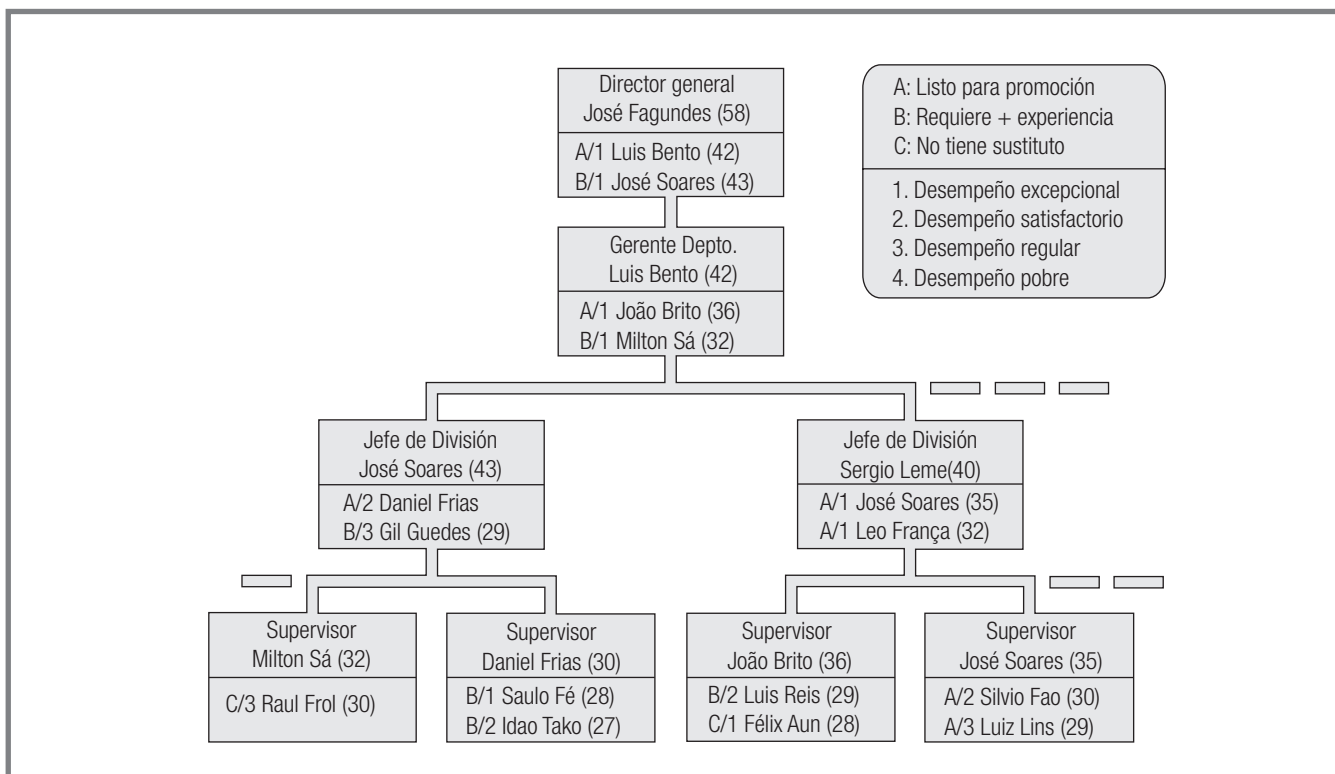 Director general
José Fagundes (58)
A/1 Luis Bento (42)
B/1 José Soares (43)
A: Listo para promoción
B: Requiere + experiencia
C: No tiene sustituto
1. Desempeño excepcional
2. Desempeño satisfactorio
3. Desempeño regular
4. Desempeño pobre
Gerente Depto.
Luis Bento (42)
A/1 João Brito (36)
B/1 Milton Sá (32)
Jefe de División
José Soares (43)
A/2 Daniel Frias
B/3 Gil Guedes (29)
Jefe de División
Sergio Leme(40)
A/1 José Soares (35)
A/1 Leo França (32)
Supervisor
Milton Sá (32)
C/3 Raul Frol (30)
Supervisor
Daniel Frias (30)
B/1 Saulo Fé (28)
B/2 Idao Tako (27)
Supervisor
João Brito (36)
B/2 Luis Reis (29)
C/1 Félix Aun (28)
Supervisor
José Soares (35)
A/2 Silvio Fao (30)
A/3 Luiz Lins (29)